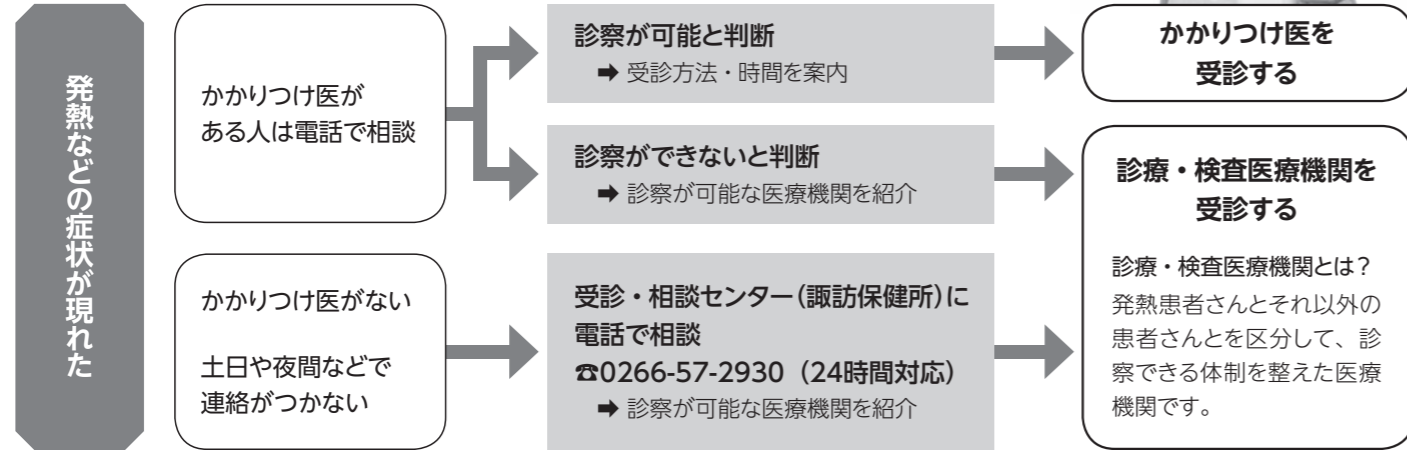 発熱などの症状が現れた
かかりつけ医が
ある人は電話で相談
診察が可能と判断
➡ 受診方法・時間を案内
かかりつけ医を
受診する
診察ができないと判断
➡ 診察が可能な医療機関を紹介
かかりつけ医がない
土日や夜間などで
連絡がつかない
受診・相談センター(諏訪保健所)に
電話で相談
☎0266-57-2930（24時間対応）
➡ 診察が可能な医療機関を紹介
診療・検査医療機関を
受診する
診療・検査医療機関とは？
発熱患者さんとそれ以外の
患者さんとを区分して、診
察できる体制を整えた医療
機関です。